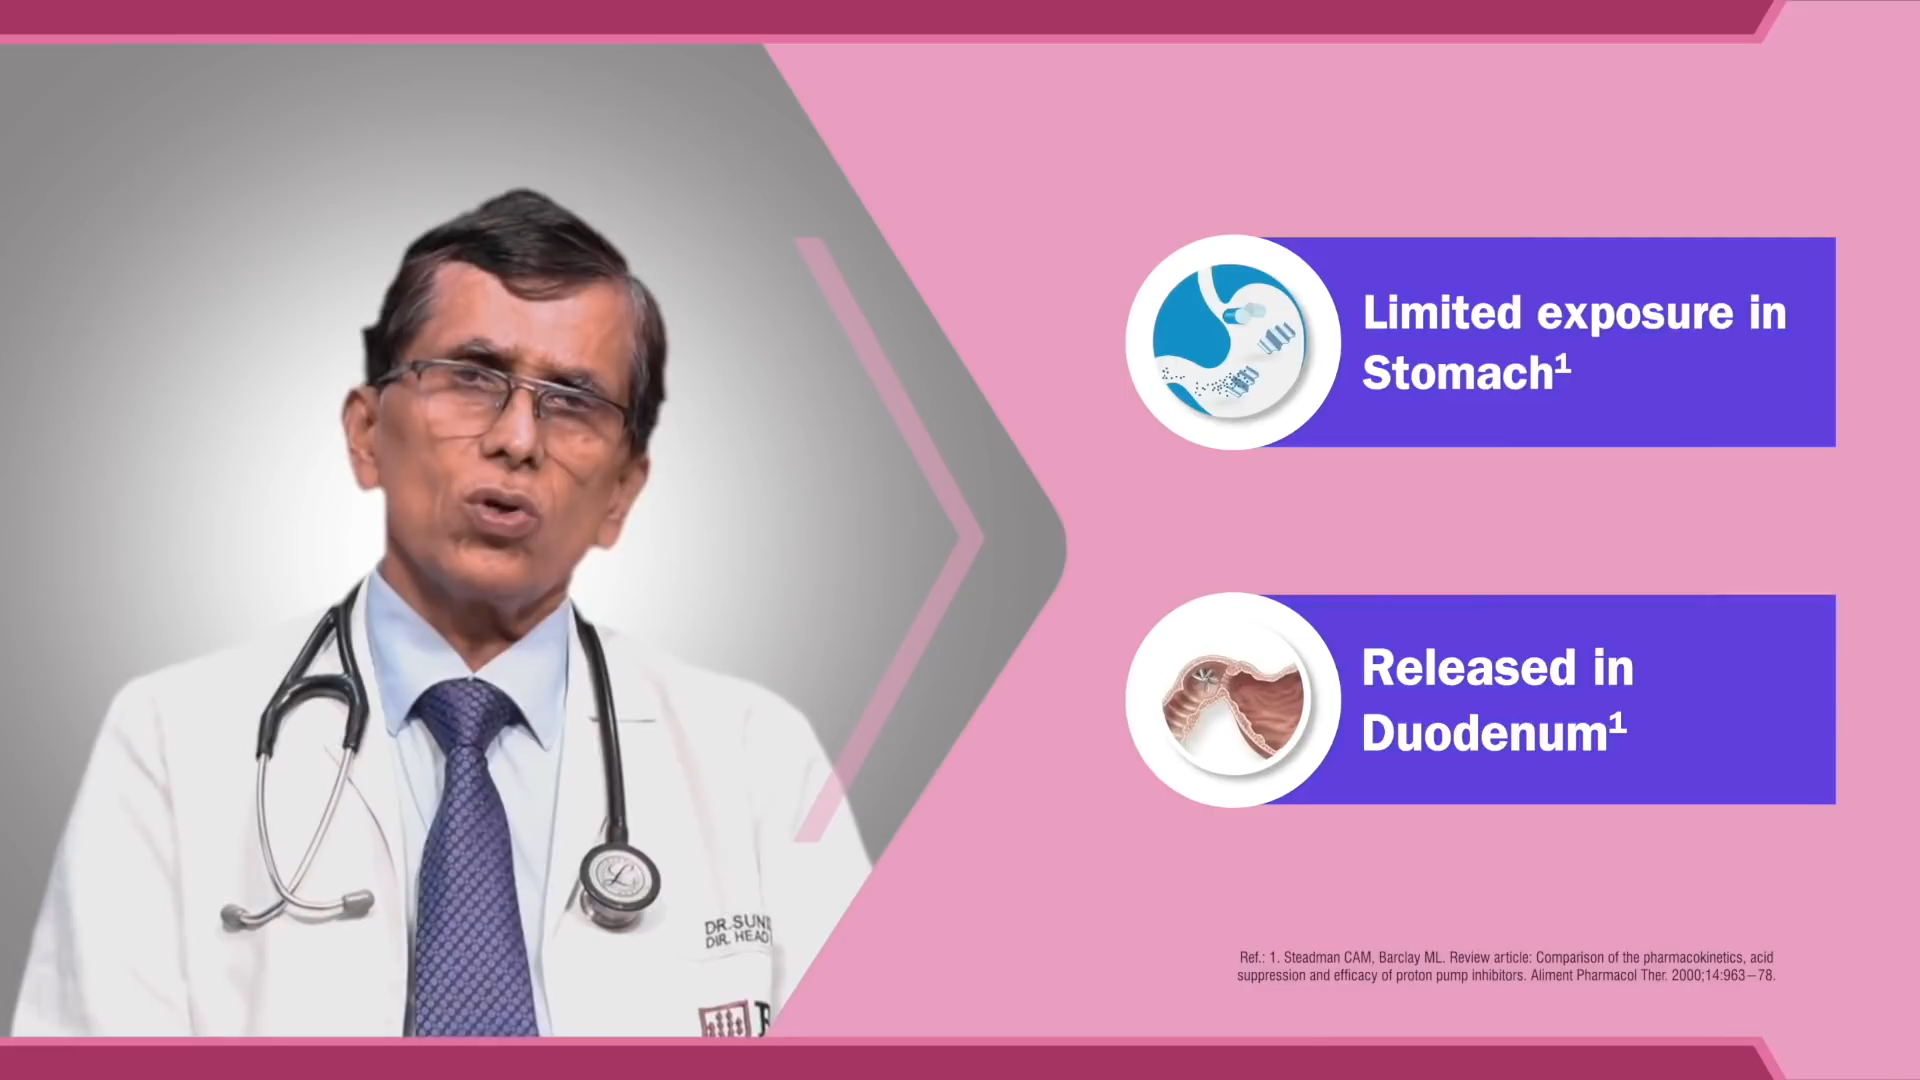 Limited exposure in
Stomach¹
Released in
Duodenum¹
DR.SUN
DIR. HEAD
Ref.: 1. Steadman CAM, Barclay ML. Review article: Comparison of the pharmacokinetics, acid
suppression and efficacy of proton pump inhibitors. Aliment Pharmacol Ther. 2000;14:963–78.